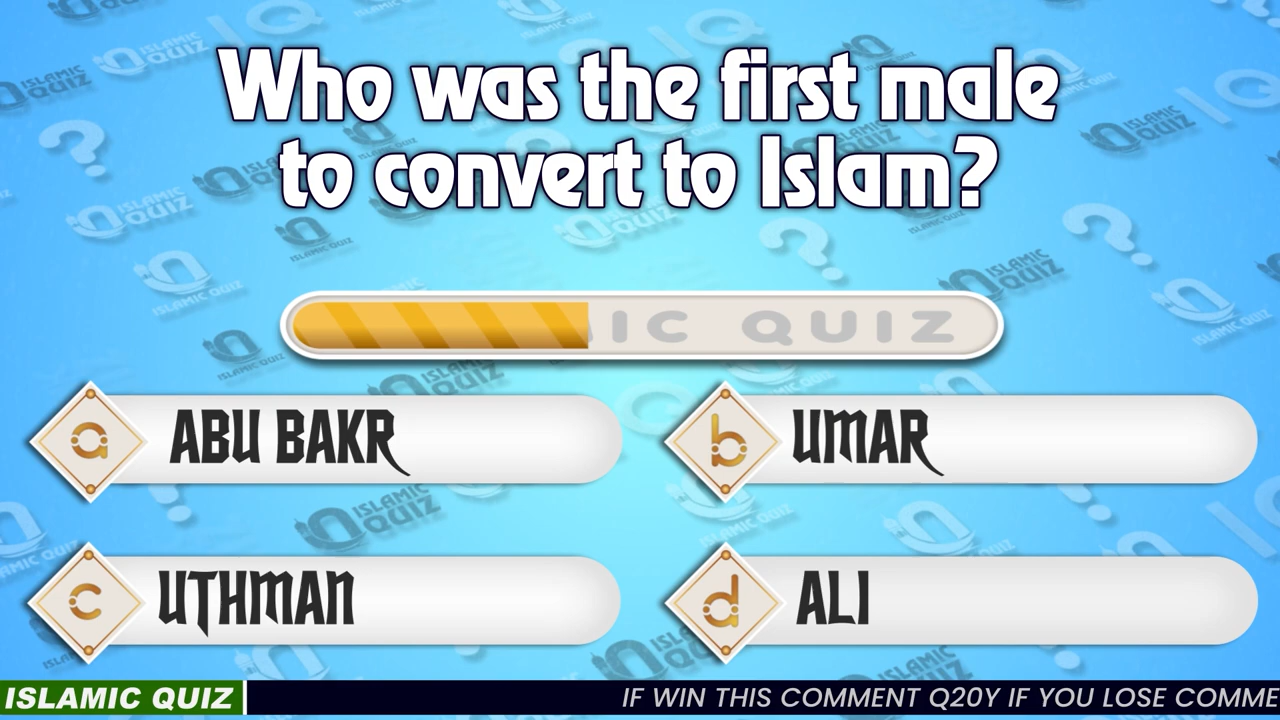 Who was the first male
to convert to Islam?
IC QUIZ
a ABU BAKR
b UMAR
c UTHMAN
d ALI
ISLAMIC QUIZ IF WIN THIS COMMENT Q20Y IF YOU LOSE COMME